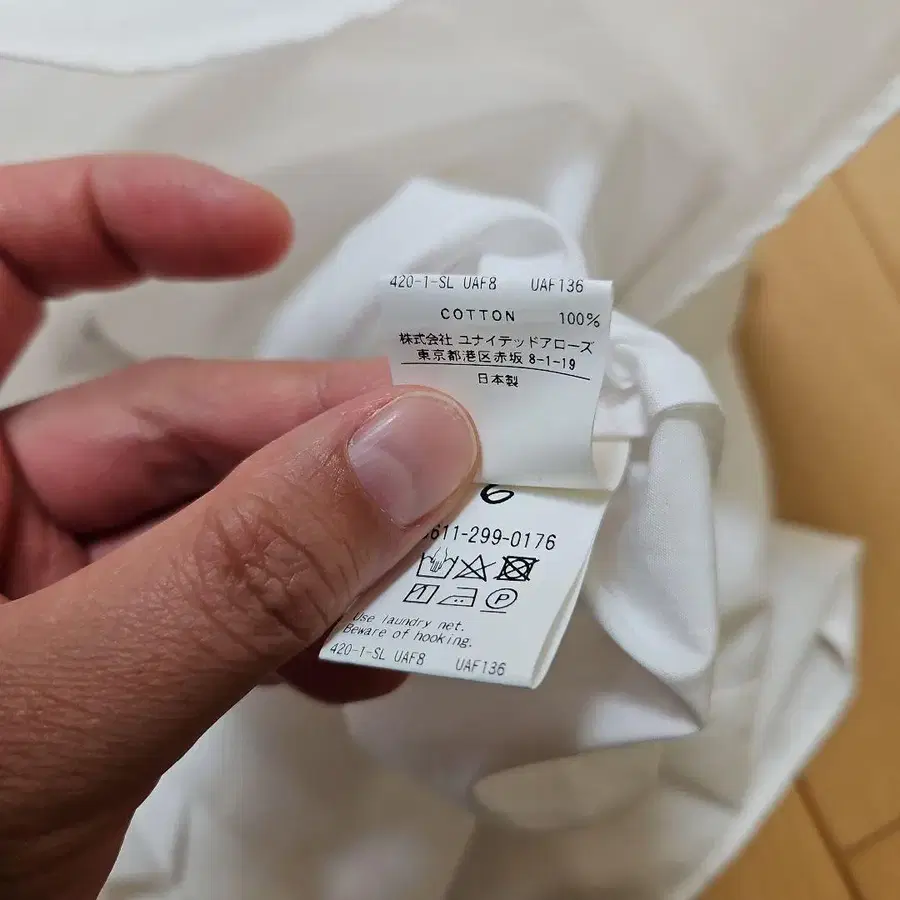 420-1-SL UAF8 UAF136
COTTON 100%
株式会社 ユナイテッドアローズ
東京都港区赤坂 8-1-19
日本製
6
611-299-0176
Use laundry net.
Beware of hooking.
420-1-SL UAF8 UAF136